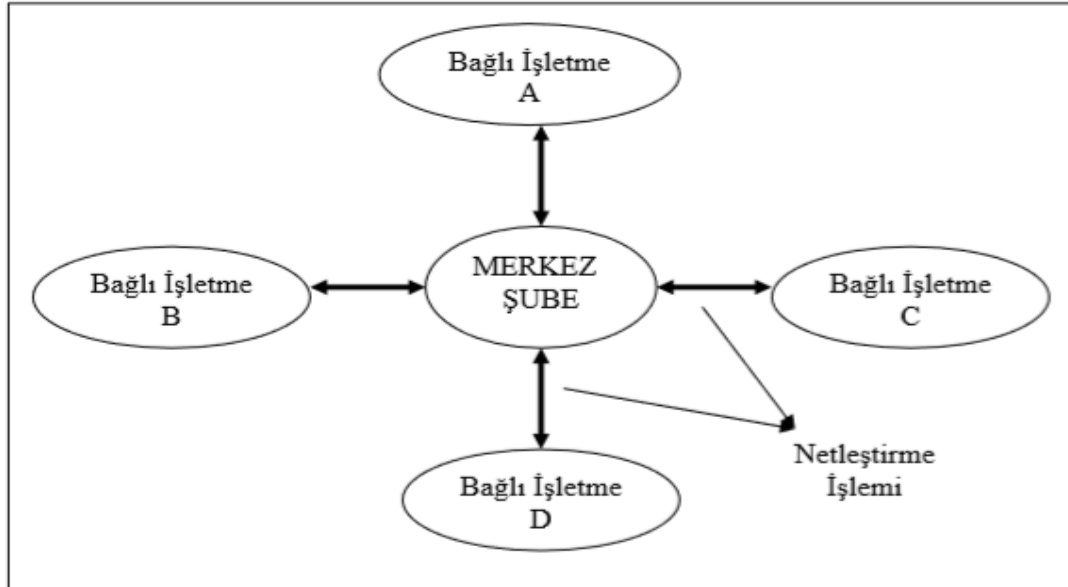 Bağlı İşletme
A
Bağlı İşletme
B
MERKEZ
ŞUBE
Bağlı İşletme
C
Bağlı İşletme
D
Netleştirme
İşlemi